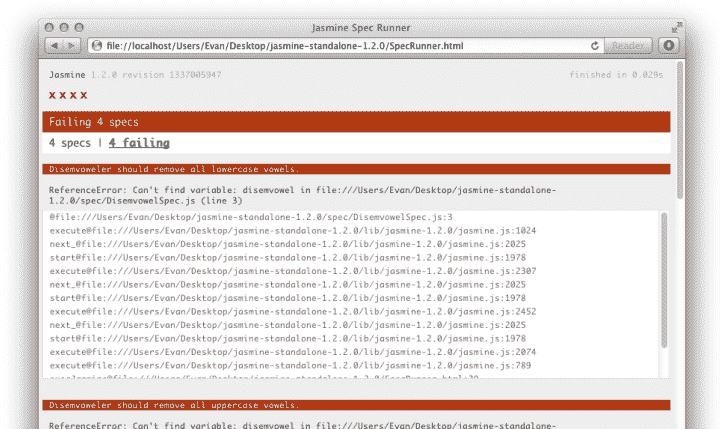 Jasmine Spec Runner
file://localhost/Users/Evan/Desktop/jasmine-standalone-1.2.0/SpecRunner.html
Reader
Jasmine 1.2.0 revision 1337005947
finished in 0.029s
x x x x
Failing 4 specs
4 specs | 4 failing
Disemvoweler should remove all lowercase vowels.
ReferenceError: Can't find variable: disemvowel in file:///Users/Evan/Desktop/jasmine-standalone-
1.2.0/spec/DisemvowelSpec.js (line 3)
@file:///Users/Evan/Desktop/jasmine-standalone-1.2.0/spec/DisemvowelSpec.js:3
execute@file:///Users/Evan/Desktop/jasmine-standalone-1.2.0/lib/jasmine-1.2.0/jasmine.js:1024
next_@file:///Users/Evan/Desktop/jasmine-standalone-1.2.0/lib/jasmine-1.2.0/jasmine.js:2025
start@file:///Users/Evan/Desktop/jasmine-standalone-1.2.0/lib/jasmine-1.2.0/jasmine.js:1978
execute@file:///Users/Evan/Desktop/jasmine-standalone-1.2.0/lib/jasmine-1.2.0/jasmine.js:2307
next_@file:///Users/Evan/Desktop/jasmine-standalone-1.2.0/lib/jasmine-1.2.0/jasmine.js:2025
start@file:///Users/Evan/Desktop/jasmine-standalone-1.2.0/lib/jasmine-1.2.0/jasmine.js:1978
execute@file:///Users/Evan/Desktop/jasmine-standalone-1.2.0/lib/jasmine-1.2.0/jasmine.js:2452
next_@file:///Users/Evan/Desktop/jasmine-standalone-1.2.0/lib/jasmine-1.2.0/jasmine.js:2025
start@file:///Users/Evan/Desktop/jasmine-standalone-1.2.0/lib/jasmine-1.2.0/jasmine.js:1978
execute@file:///Users/Evan/Desktop/jasmine-standalone-1.2.0/lib/jasmine-1.2.0/jasmine.js:2074
execute@file:///Users/Evan/Desktop/jasmine-standalone-1.2.0/lib/jasmine-1.2.0/jasmine.js:789
Disemvoweler should remove all uppercase vowels.
ReferenceError: Can't find variable: disemvowel in file:///Users/Evan/Desktop/jasmine-standalone-